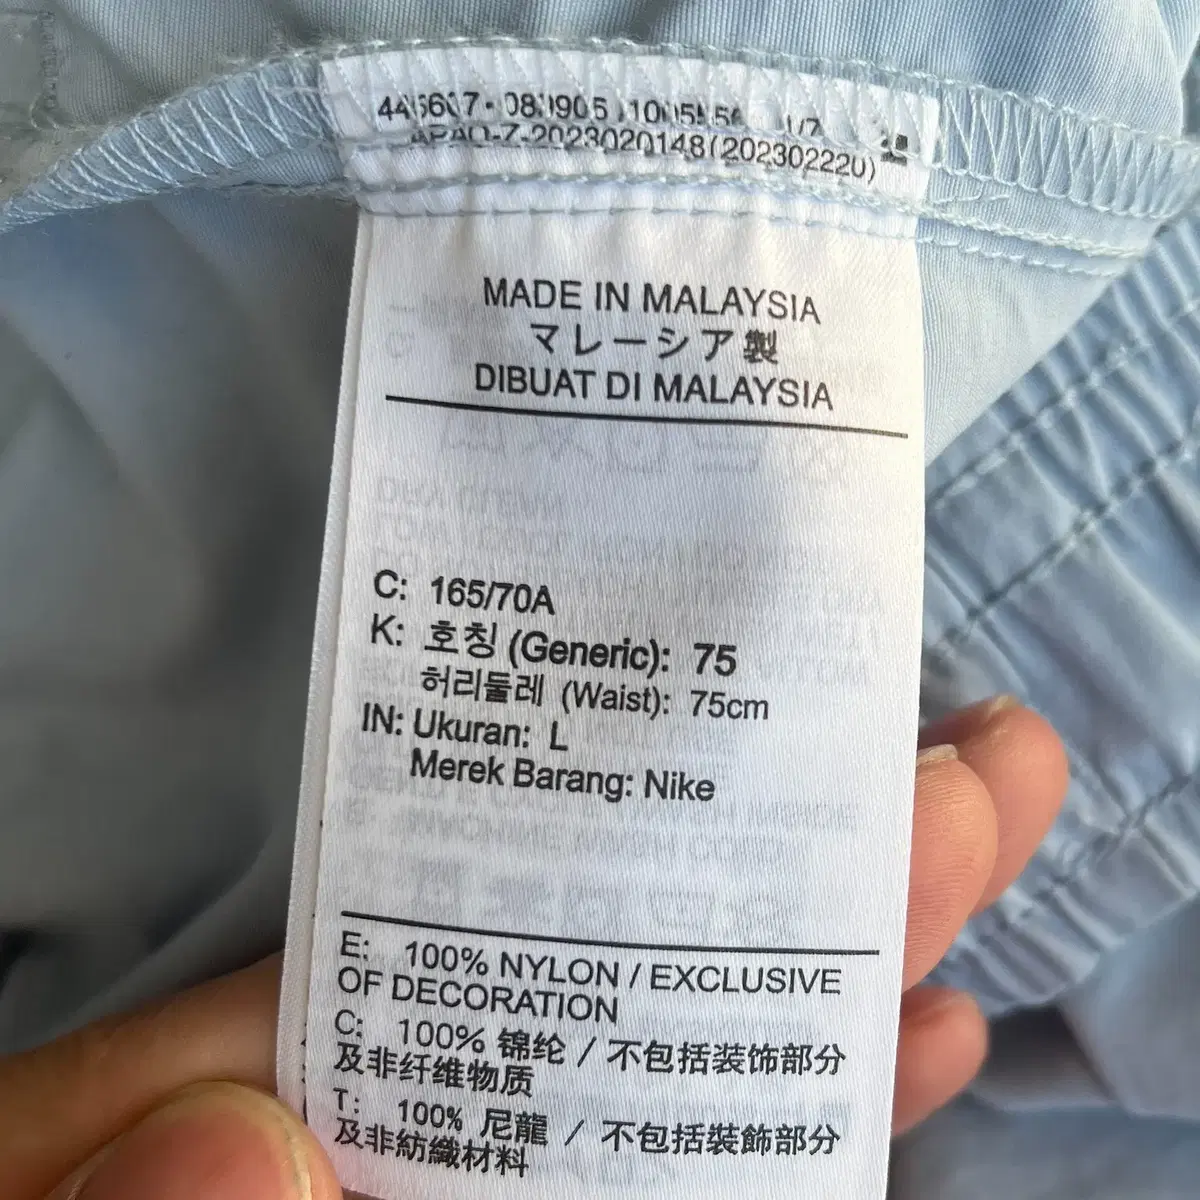 APAO-Z-2023020148(2023022220)
MADE IN MALAYSIA
マレーシア製
DIBUAT DI MALAYSIA
C: 165/70A
K: 호칭 (Generic): 75
허리둘레 (Waist): 75cm
IN: Ukuran: L
Merek Barang: Nike
E: 100% NYLON / EXCLUSIVE
OF DECORATION
C: 100% 锦纶 / 不包括装饰部分
及非纤维物质
T: 100% 尼龍 / 不包括裝飾部分
及非紡織材料